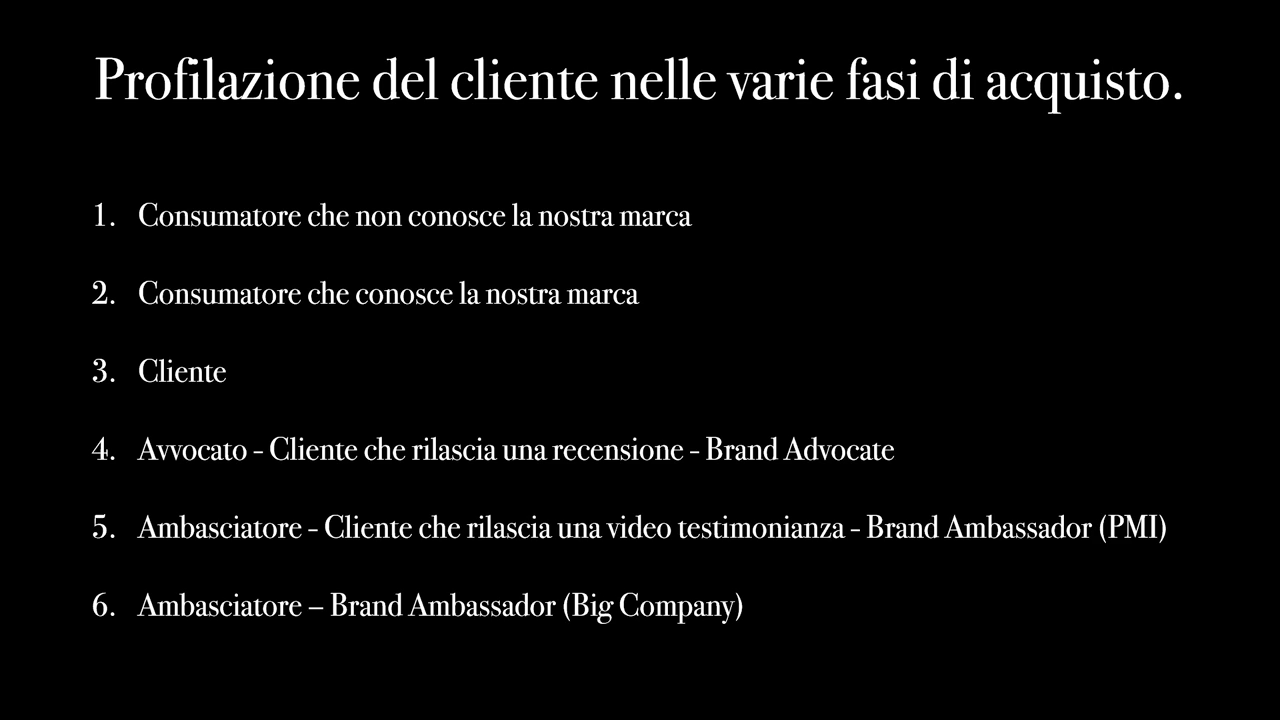 Profilazione del cliente nelle varie fasi di acquisto.
1. Consumatore che non conosce la nostra marca
2. Consumatore che conosce la nostra marca
3. Cliente
4. Avvocato - Cliente che rilascia una recensione - Brand Advocate
5. Ambasciatore - Cliente che rilascia una video testimonianza - Brand Ambassador (PMI)
6. Ambasciatore – Brand Ambassador (Big Company)